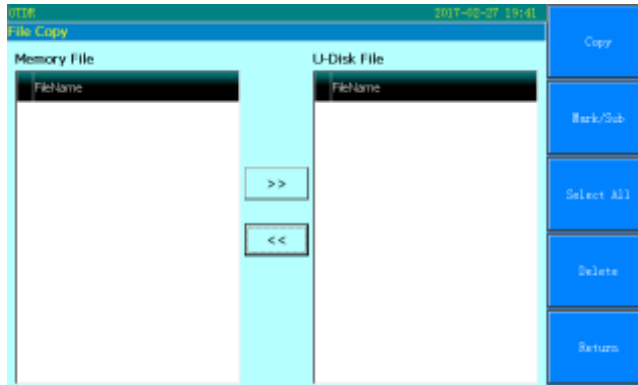 OTDR 2017-02-27 19:41
File Copy
Memory File U-Disk File
FileName FileName
>>
<<
Copy
Mark/Sub
Select All
Delete
Return